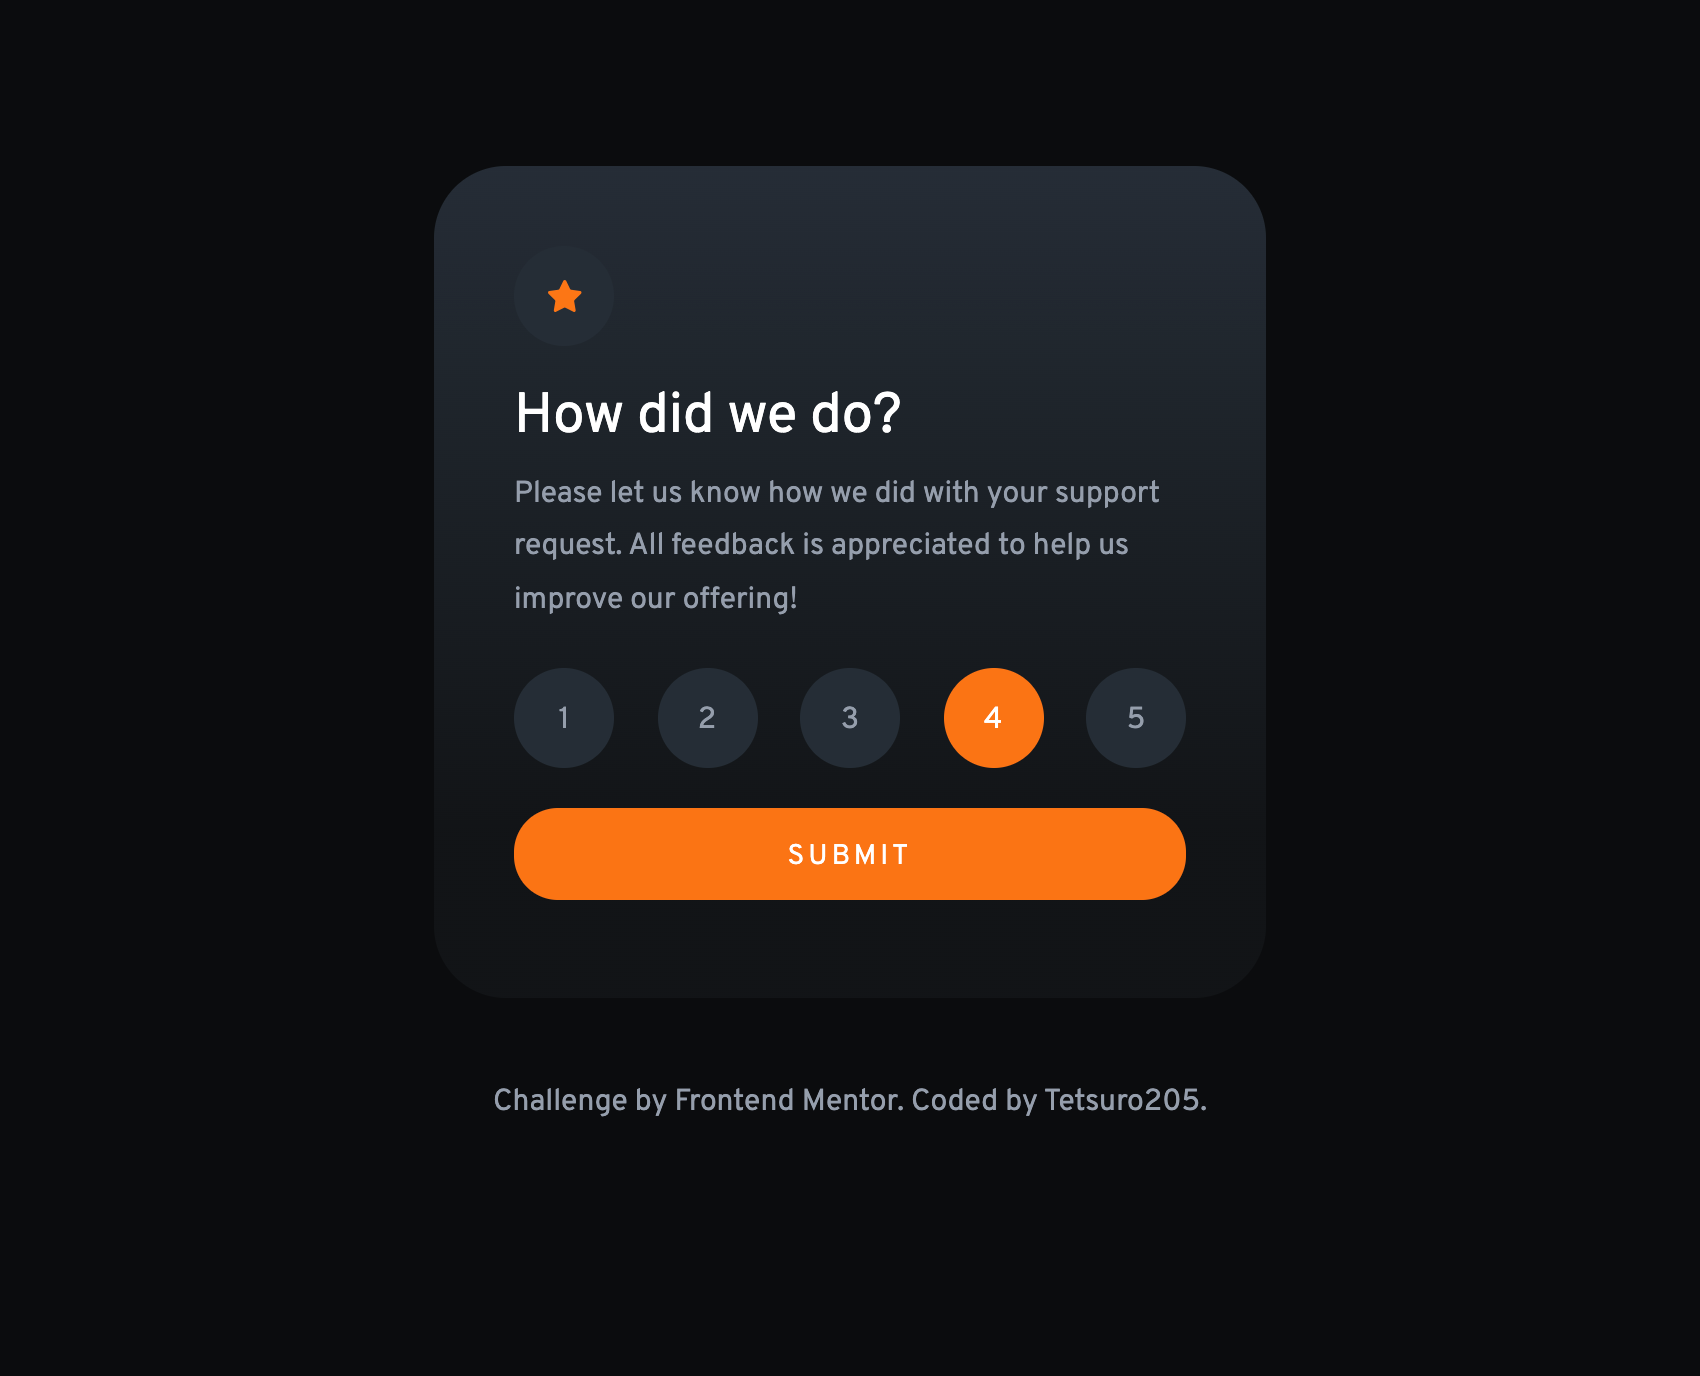 How did we do?
Please let us know how we did with your support
request. All feedback is appreciated to help us
improve our offering!
1 2 3 4 5
SUBMIT
Challenge by Frontend Mentor. Coded by Tetsuro205.